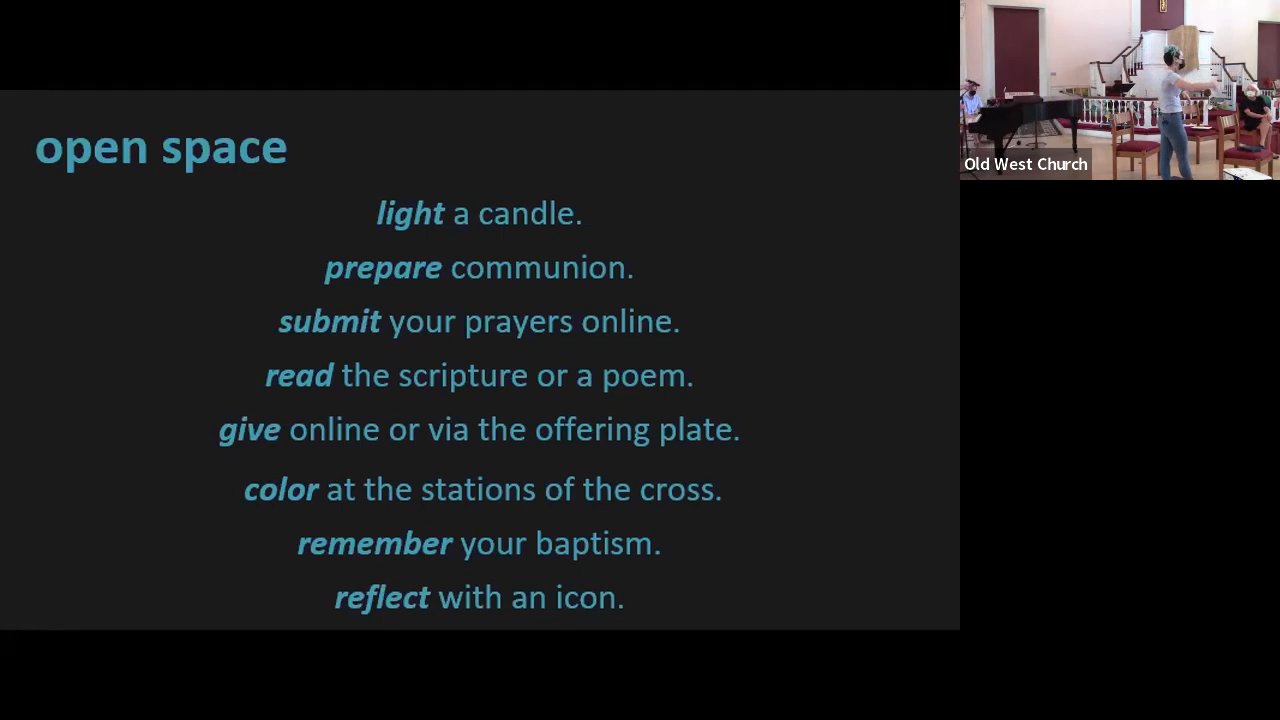 open space
light a candle.
prepare communion.
submit your prayers online.
read the scripture or a poem.
give online or via the offering plate.
color at the stations of the cross.
remember your baptism.
reflect with an icon.
Old West Church